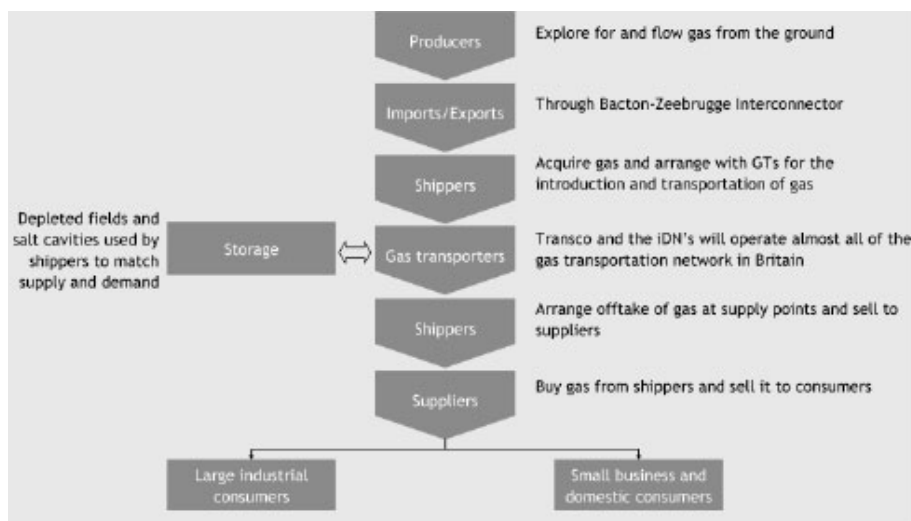 Producers
Explore for and flow gas from the ground
Imports/Exports
Through Bacton-Zeebrugge Interconnector
Shippers
Acquire gas and arrange with GTs for the
introduction and transportation of gas
Depleted fields and
salt cavities used by
shippers to match
supply and demand
Storage
Gas transporters
Transco and the iDN's will operate almost all of the
gas transportation network in Britain
Shippers
Arrange offtake of gas at supply points and sell to
suppliers
Suppliers
Buy gas from shippers and sell it to consumers
Large industrial
consumers
Small business and
domestic consumers